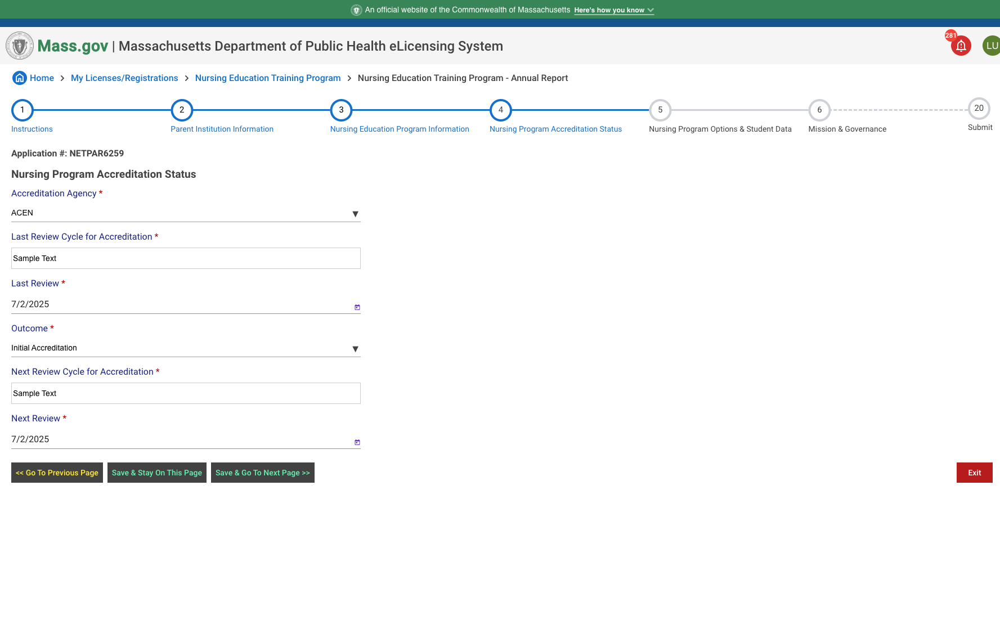 An official website of the Commonwealth of Massachusetts Here's how you know
Mass.gov | Massachusetts Department of Public Health eLicensing System
281
LU
Home > My Licenses/Registrations > Nursing Education Training Program > Nursing Education Training Program - Annual Report
1 2 3 4 5 6 20
Instructions Parent Institution Information Nursing Education Program Information Nursing Program Accreditation Status Nursing Program Options & Student Data Mission & Governance Submit
Application #: NETPAR6259
Nursing Program Accreditation Status
Accreditation Agency *
ACEN
Last Review Cycle for Accreditation *
Sample Text
Last Review *
7/2/2025
Outcome *
Initial Accreditation
Next Review Cycle for Accreditation *
Sample Text
Next Review *
7/2/2025
<< Go To Previous Page Save & Stay On This Page Save & Go To Next Page >> Exit